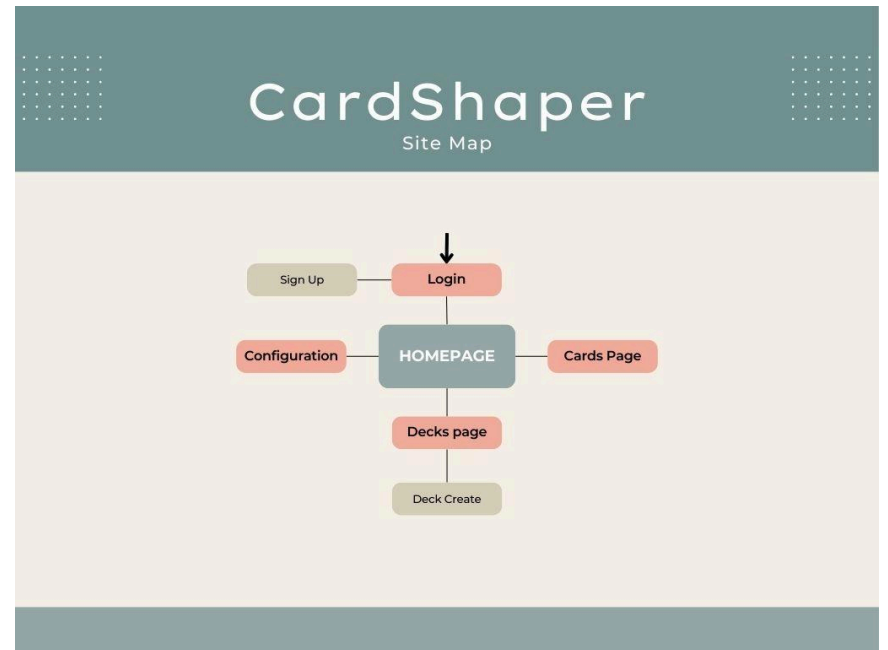 CardShaper
Site Map
Sign Up
Login
Configuration
HOMEPAGE
Cards Page
Decks page
Deck Create